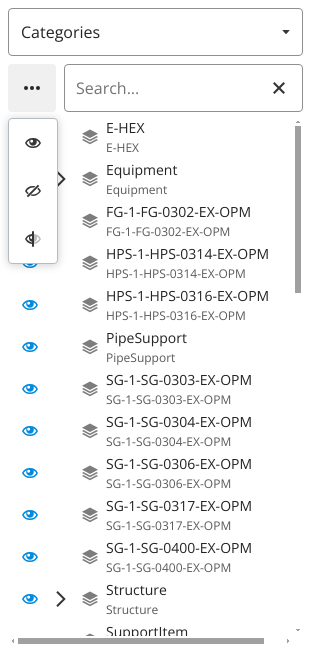 Categories
Search...
E-HEX
E-HEX
Equipment
Equipment
FG-1-FG-0302-EX-OPM
FG-1-FG-0302-EX-OPM
HPS-1-HPS-0314-EX-OPM
HPS-1-HPS-0314-EX-OPM
HPS-1-HPS-0316-EX-OPM
HPS-1-HPS-0316-EX-OPM
PipeSupport
PipeSupport
SG-1-SG-0303-EX-OPM
SG-1-SG-0303-EX-OPM
SG-1-SG-0304-EX-OPM
SG-1-SG-0304-EX-OPM
SG-1-SG-0306-EX-OPM
SG-1-SG-0306-EX-OPM
SG-1-SG-0317-EX-OPM
SG-1-SG-0317-EX-OPM
SG-1-SG-0400-EX-OPM
SG-1-SG-0400-EX-OPM
Structure
Structure
SupportItem